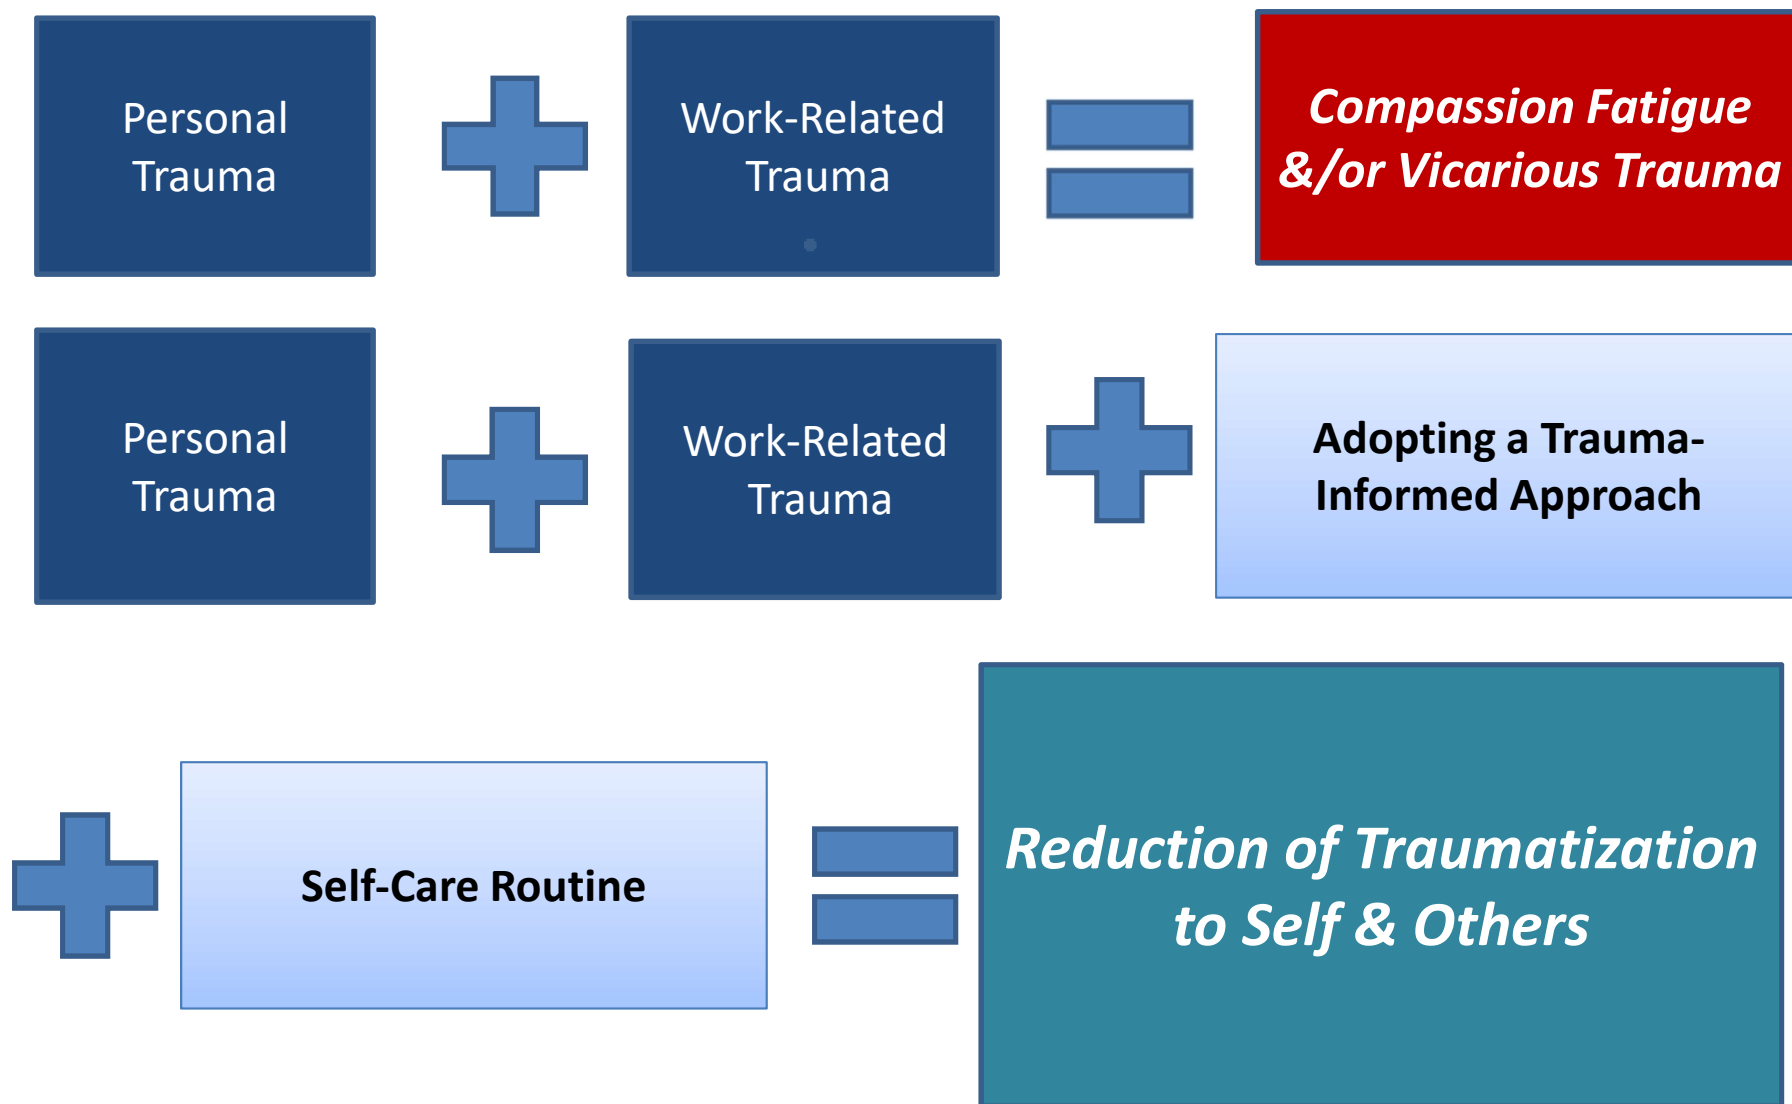 Personal
Trauma
Work-Related
Trauma
Compassion Fatigue
&/or Vicarious Trauma
Personal
Trauma
Work-Related
Trauma
Adopting a Trauma-
Informed Approach
Self-Care Routine
Reduction of Traumatization
to Self & Others